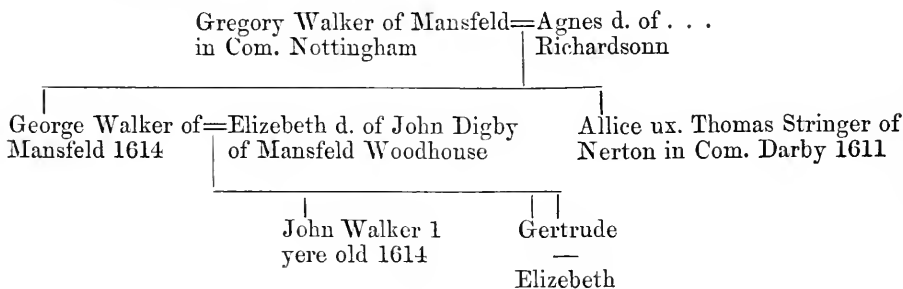 Gregory Walker of Mansfeld=Agnes d. of . . .
in Com. Nottingham Richardsonn
George Walker of=Elizebeth d. of John Digby
Mansfeld 1614 of Mansfeld Woodhouse
Allice ux. Thomas Stringer of
Nerton in Com. Darby 1611
John Walker 1
yere old 1614
Gertrude
—
Elizebeth